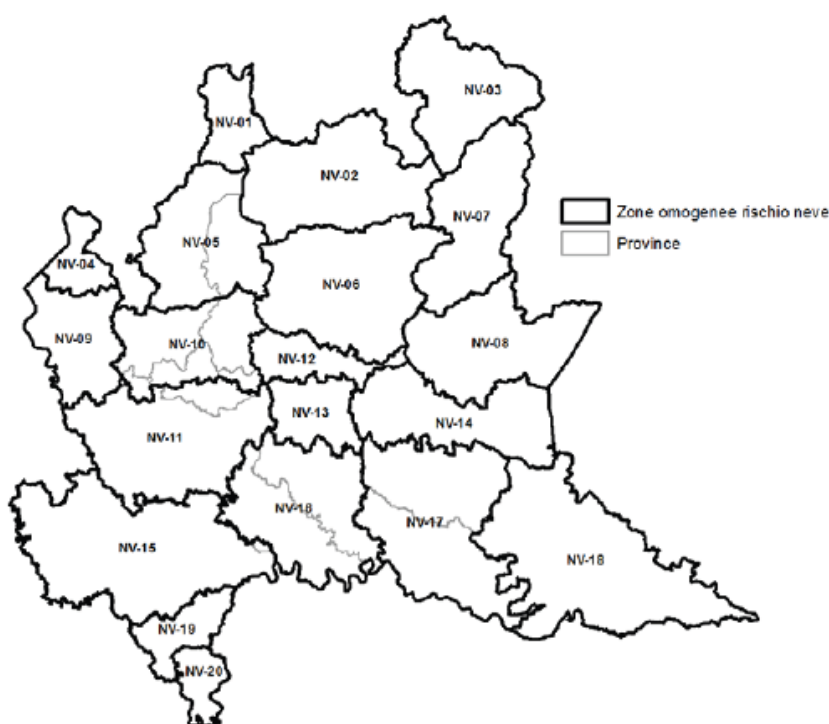 NV-03
NV-01
NV-02
NV-07
Zone omogenee rischio neve
Province
NV-05
NV-04
NV-06
NV-09
NV-10
NV-12
NV-08
NV-13
NV-14
NV-11
NV-16
NV-17
NV-15
NV-18
NV-19
NV-20